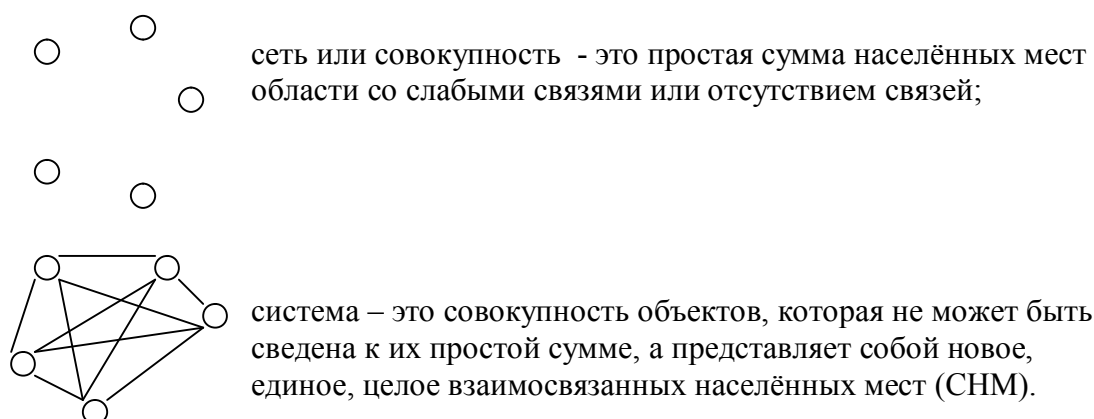 сеть или совокупность - это простая сумма населённых мест
области со слабыми связями или отсутствием связей;
система – это совокупность объектов, которая не может быть
сведена к их простой сумме, а представляет собой новое,
единое, целое взаимосвязанных населённых мест (СНМ).